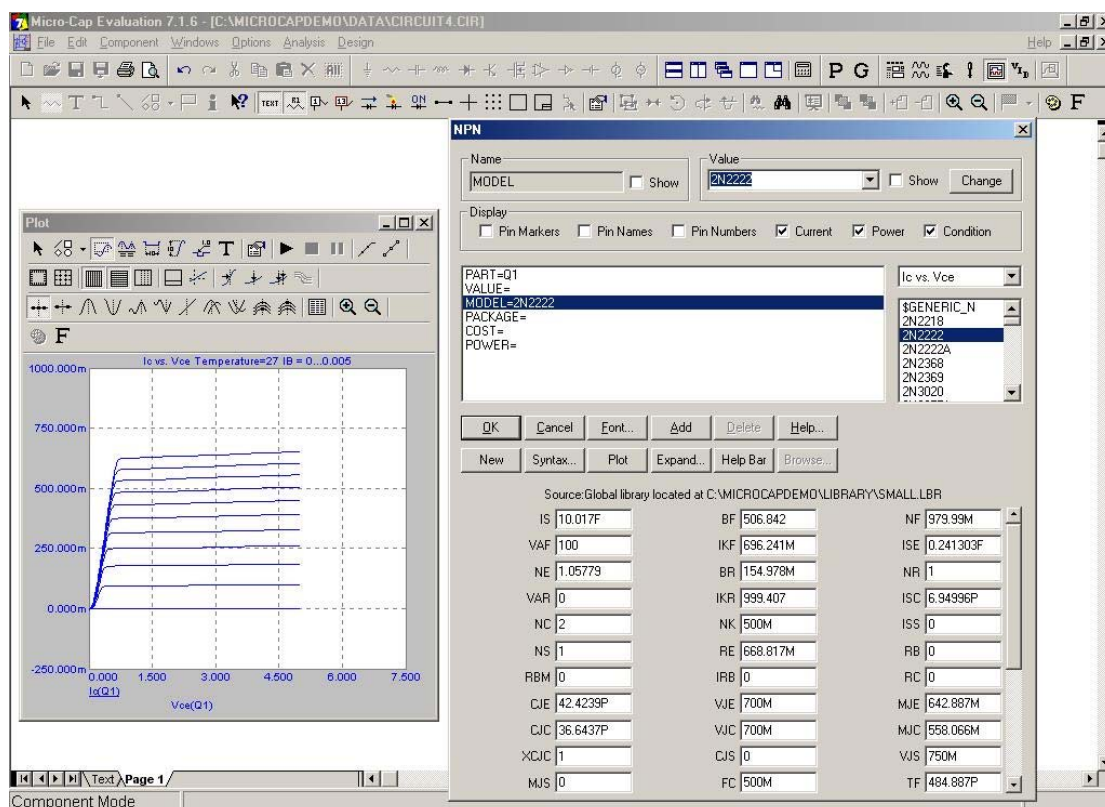 Micro-Cap Evaluation 7.1.6 - [C:\MICROCAPDEMO\DATA\CIRCUIT4.CIR]
File Edit Component Windows Options Analysis Design Help
P G
TEXT ON F
NPN
Name
MODEL
Show
Value
2N2222
Show
Change
Display
Pin Markers Pin Names Pin Numbers Current Power Condition
PART=Q1
VALUE=
MODEL=2N2222
PACKAGE=
COST=
POWER=
Ic vs. Vce
$GENERIC_N
2N2218
2N2222
2N2222A
2N2368
2N2369
2N3020
OK Cancel Font... Add Delete Help...
New Syntax... Plot Expand... Help Bar Browse...
Source:Global library located at C:\MICROCAPDEMO\LIBRARY\SMALL.LBR
IS 10.017F BF 506.842 NF 979.99M
VAF 100 IKF 696.241M ISE 0.241303F
NE 1.05779 BR 154.978M NR 1
VAR 0 IKR 999.407 ISC 6.94996P
NC 2 NK 500M ISS 0
NS 1 RE 668.817M RB 0
RBM 0 IRB 0 RC 0
CJE 42.4239P VJE 700M MJE 642.887M
CJC 36.6437P VJC 700M MJC 558.066M
XCJC 1 CJS 0 VJS 750M
MJS 0 FC 500M TF 484.887P
Plot
T
F
Ic vs. Vce Temperature=27 IB = 0...0.005
1000.000m
750.000m
500.000m
250.000m
0.000m
-250.000m
0.000 1.500 3.000 4.500 6.000 7.500
Ic(Q1)
Vce(Q1)
Text Page 1
Component Mode